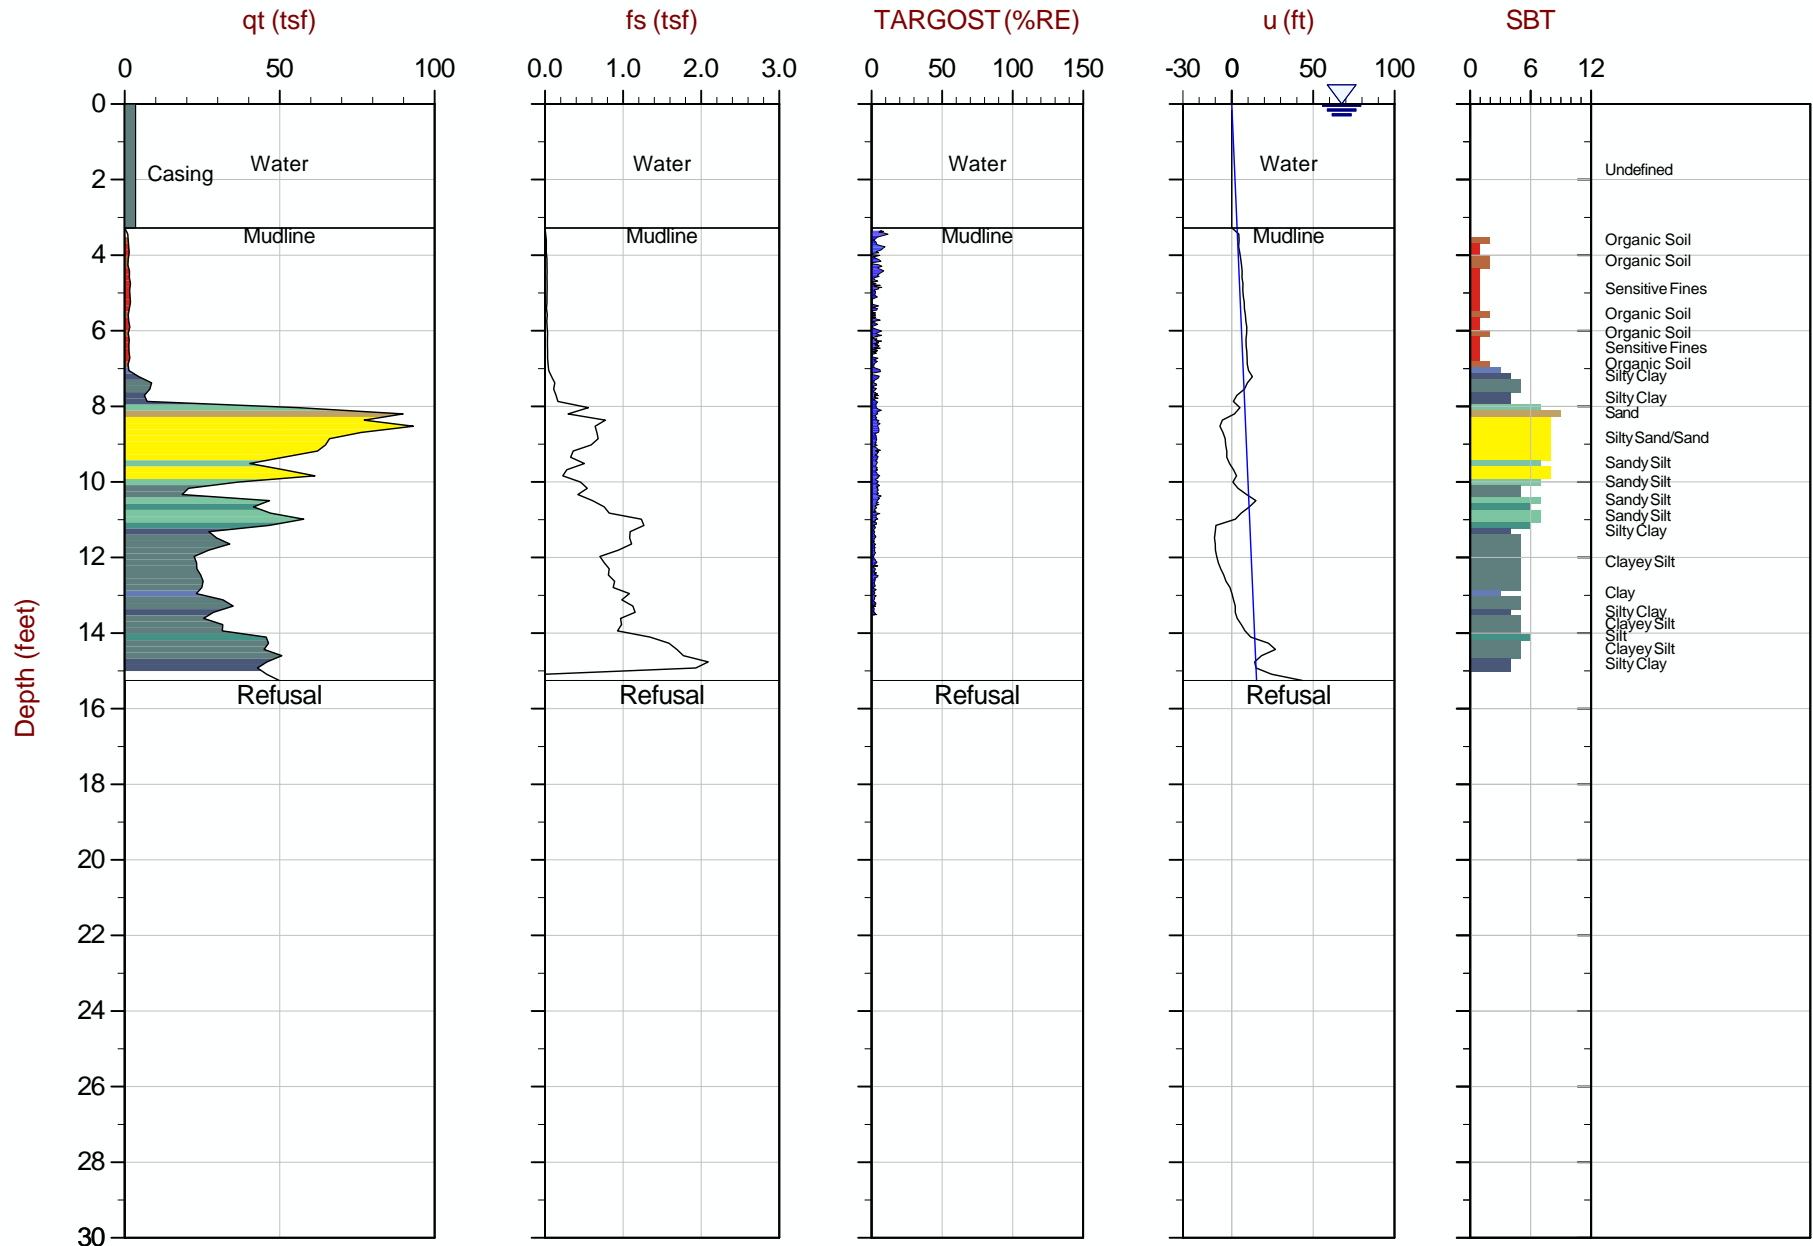 qt (tsf) fs (tsf) TARGOST (%RE) u (ft) SBT
0 50 100 0.0 1.0 2.0 3.0 0 50 100 150 -30 0 50 100 0 6 12
0
Water Water Water Water
Casing
Undefined
2
Mudline Mudline Mudline Mudline
Organic Soil
4
Organic Soil
Sensitive Fines
Organic Soil
6
Organic Soil
Sensitive Fines
Organic Soil
Silty Clay
Silty Clay
8
Sand
Silty Sand/Sand
Sandy Silt
10
Sandy Silt
Sandy Silt
Sandy Silt
Silty Clay
12
Clayey Silt
Clay
Silty Clay
Clayey Silt
14
Silt
Clayey Silt
Silty Clay
Refusal Refusal Refusal Refusal
Depth (feet)
16
18
20
22
24
26
28
30